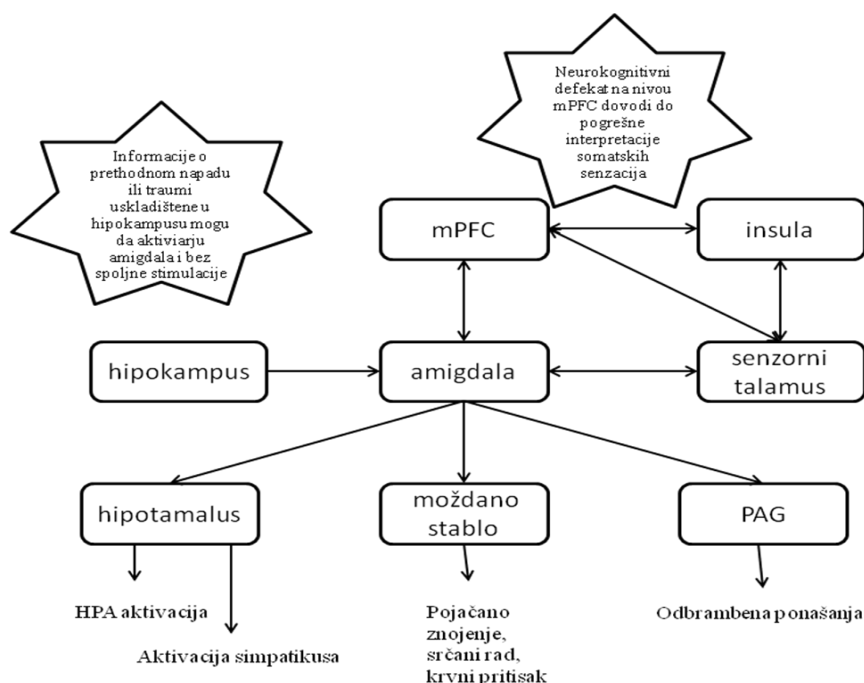 Neurokognitivni
defekat na nivou
mPFC dovodi do
pogrešne
interpretacije
somatskih
senzacija
Informacije o
prethodnom napadu
ili traumi
uskladištene u
hipokampusu mogu
da aktiviarju
amigdala i bez
spoljne stimulacije
mPFC
insula
hipokampus
amigdala
senzorni
talamus
hipotamalus
moždano
stablo
PAG
HPA aktivacija
Aktivacija simpatikusa
Pojačano
znojenje,
srčani rad,
krvni pritisak
Odbrambena ponašanja